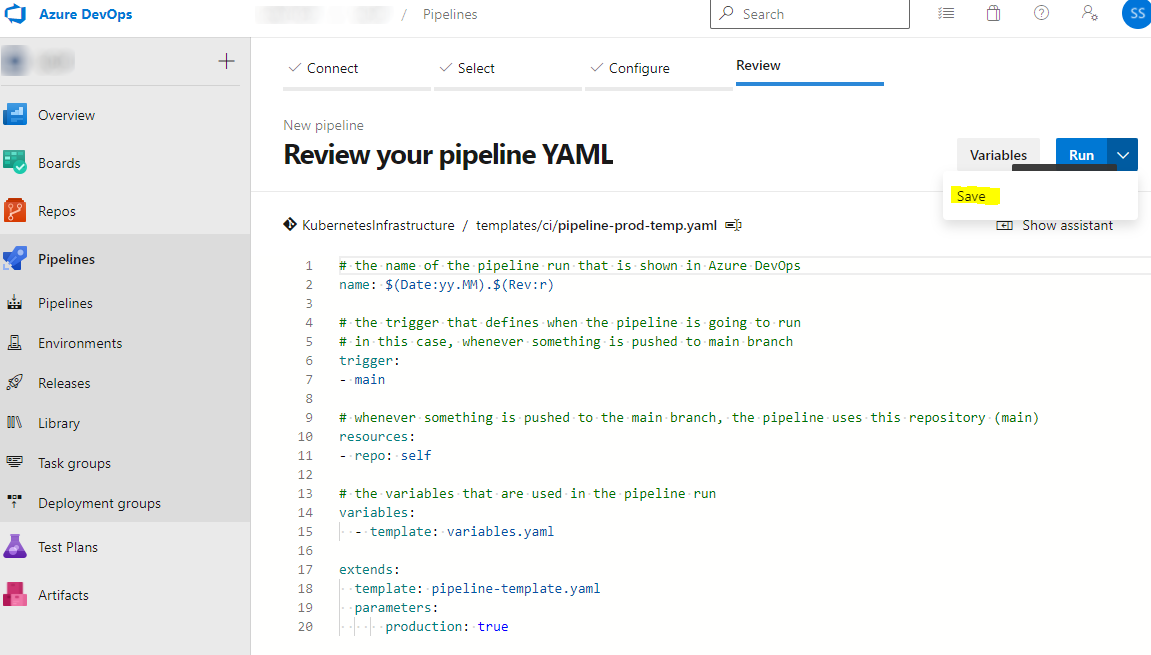 Azure DevOps
/ Pipelines
Search
SS
Connect
Select
Configure
Review
Overview
Boards
Repos
Pipelines
Pipelines
Environments
Releases
Library
Task groups
Deployment groups
Test Plans
Artifacts
New pipeline
Review your pipeline YAML
Variables
Run
Save
KubernetesInfrastructure / templates/ci/pipeline-prod-temp.yaml
Show assistant
1 # the name of the pipeline run that is shown in Azure DevOps
2 name: $(Date:yy.MM).$(Rev:r)
3
4 # the trigger that defines when the pipeline is going to run
5 # in this case, whenever something is pushed to main branch
6 trigger:
7 - main
8
9 # whenever something is pushed to the main branch, the pipeline uses this repository (main)
10 resources:
11 - repo: self
12
13 # the variables that are used in the pipeline run
14 variables:
15 - template: variables.yaml
16
17 extends:
18 template: pipeline-template.yaml
19 parameters:
20 production: true